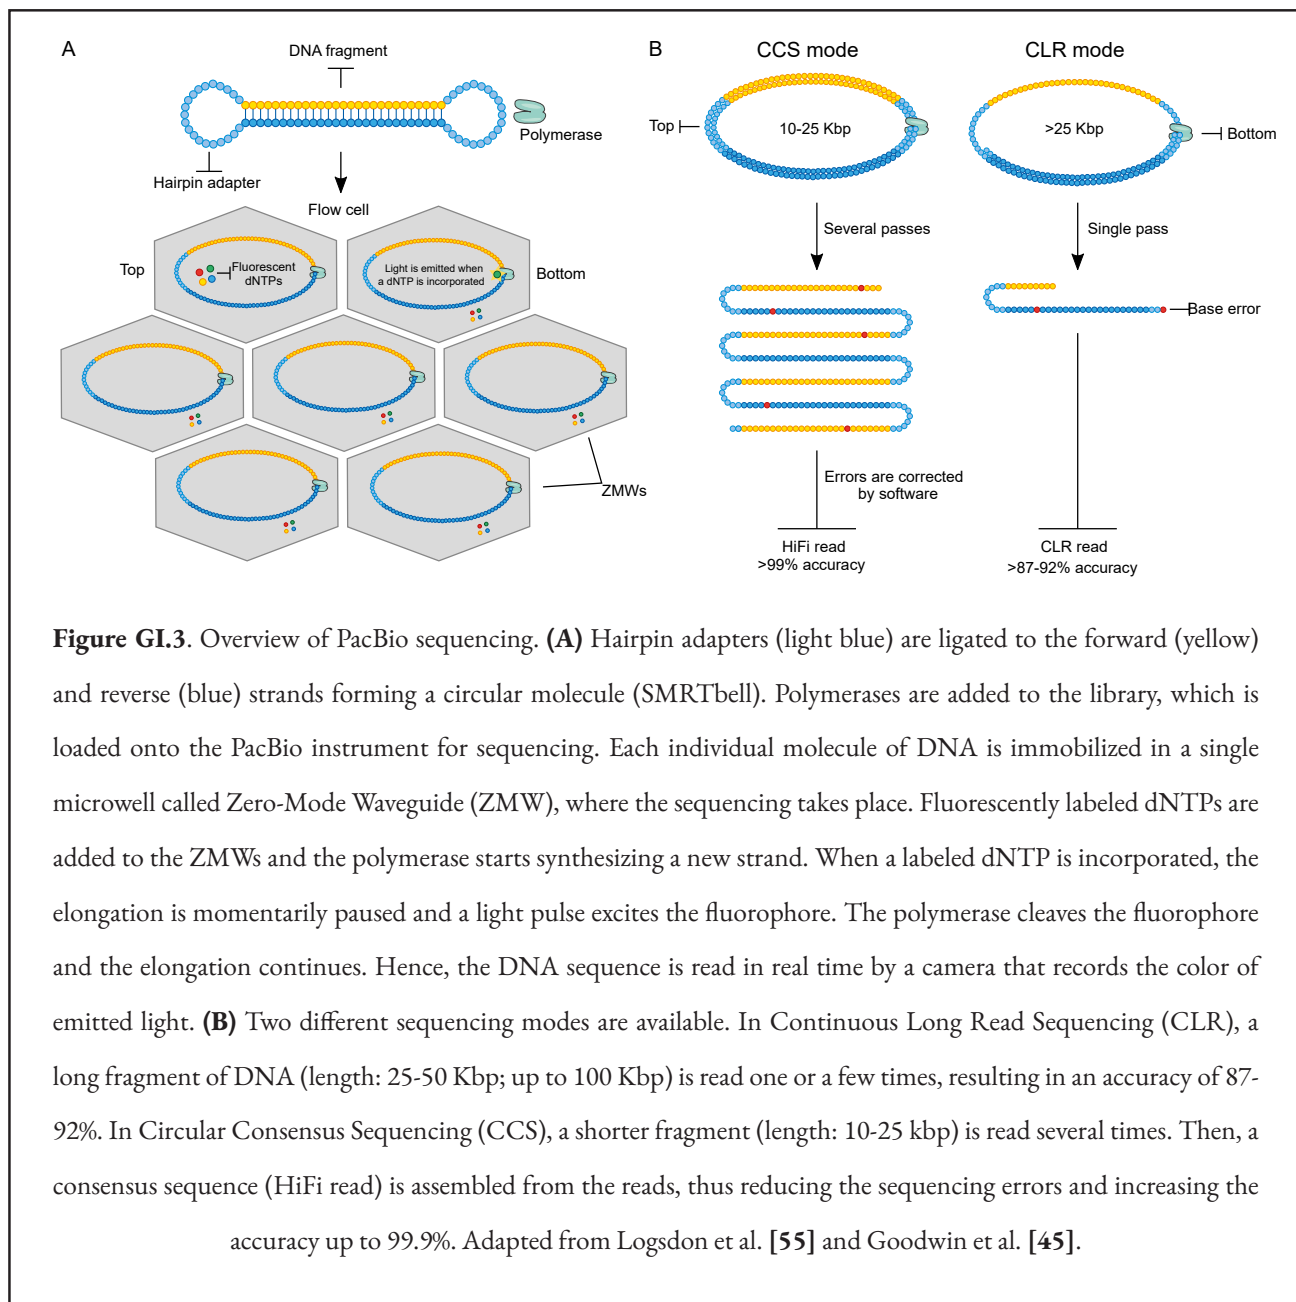 A
DNA fragment
Polymerase
Hairpin adapter
Flow cell
Top
Fluorescent
dNTPs
Light is emitted when
a dNTP is incorporated
Bottom
ZMWs
B
CCS mode
CLR mode
Top
10-25 Kbp
>25 Kbp
Bottom
Several passes
Single pass
Base error
Errors are corrected
by software
HiFi read
>99% accuracy
CLR read
>87-92% accuracy
Figure GI.3. Overview of PacBio sequencing. (A) Hairpin adapters (light blue) are ligated to the forward (yellow)
and reverse (blue) strands forming a circular molecule (SMRTbell). Polymerases are added to the library, which is
loaded onto the PacBio instrument for sequencing. Each individual molecule of DNA is immobilized in a single
microwell called Zero-Mode Waveguide (ZMW), where the sequencing takes place. Fluorescently labeled dNTPs are
added to the ZMWs and the polymerase starts synthesizing a new strand. When a labeled dNTP is incorporated, the
elongation is momentarily paused and a light pulse excites the fluorophore. The polymerase cleaves the fluorophore
and the elongation continues. Hence, the DNA sequence is read in real time by a camera that records the color of
emitted light. (B) Two different sequencing modes are available. In Continuous Long Read Sequencing (CLR), a
long fragment of DNA (length: 25-50 Kbp; up to 100 Kbp) is read one or a few times, resulting in an accuracy of 87-
92%. In Circular Consensus Sequencing (CCS), a shorter fragment (length: 10-25 kbp) is read several times. Then, a
consensus sequence (HiFi read) is assembled from the reads, thus reducing the sequencing errors and increasing the
accuracy up to 99.9%. Adapted from Logsdon et al. [55] and Goodwin et al. [45].